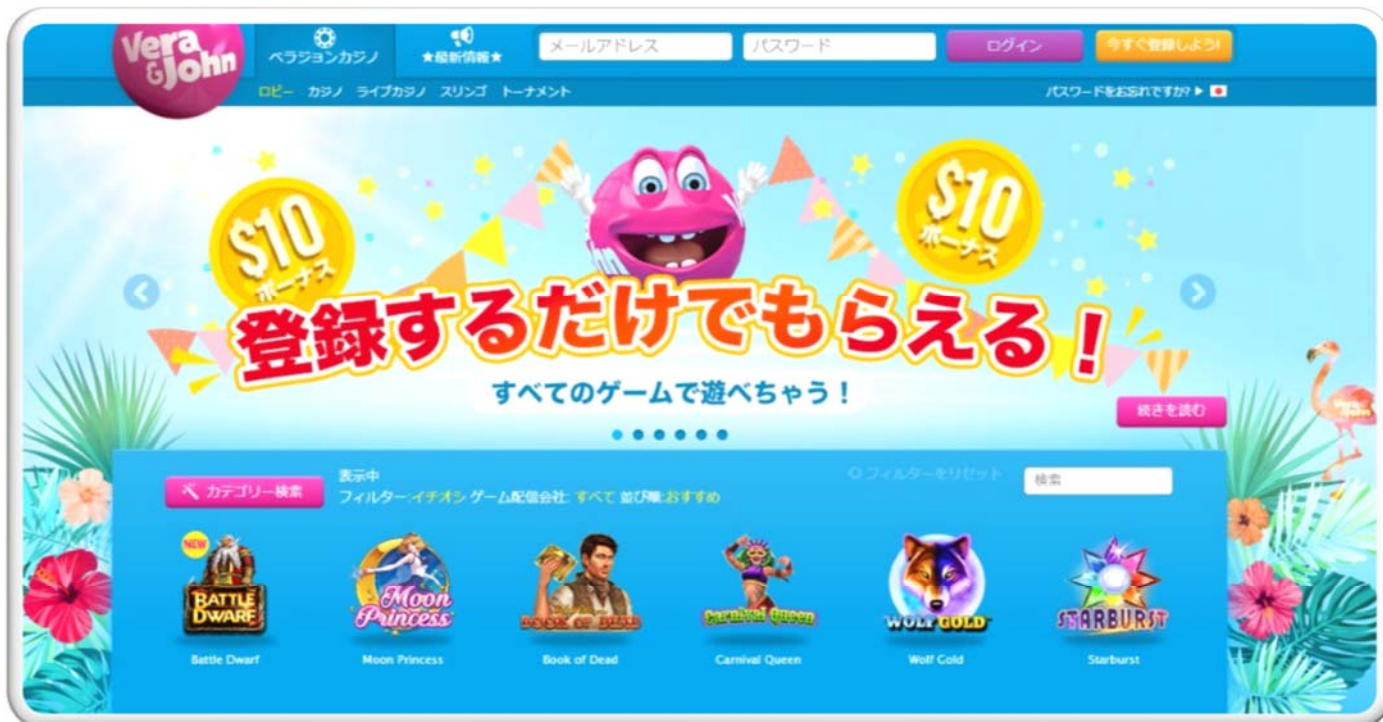 Vera
&John
ベラジョンカジノ
★最新情報★
メールアドレス
パスワード
ログイン
今すぐ登録しよう!
ロビー カジノ ライブカジノ スリンゴ トーナメント
パスワードをお忘れですか?
$10
ボーナス
$10
ボーナス
登録するだけでもらえる！
すべてのゲームで遊べちゃう！
続きを読む
カテゴリー検索
表示中
フィルター:イチオシ ゲーム配信会社: すべて 並び順:おすすめ
フィルターをリセット
検索
NEW
BATTLE
DWARF
Moon
Princess
BOOK OF DEAD
Carnival Queen
WOLF GOLD
STARBURST
Battle Dwarf
Moon Princess
Book of Dead
Carnival Queen
Wolf Gold
Starburst